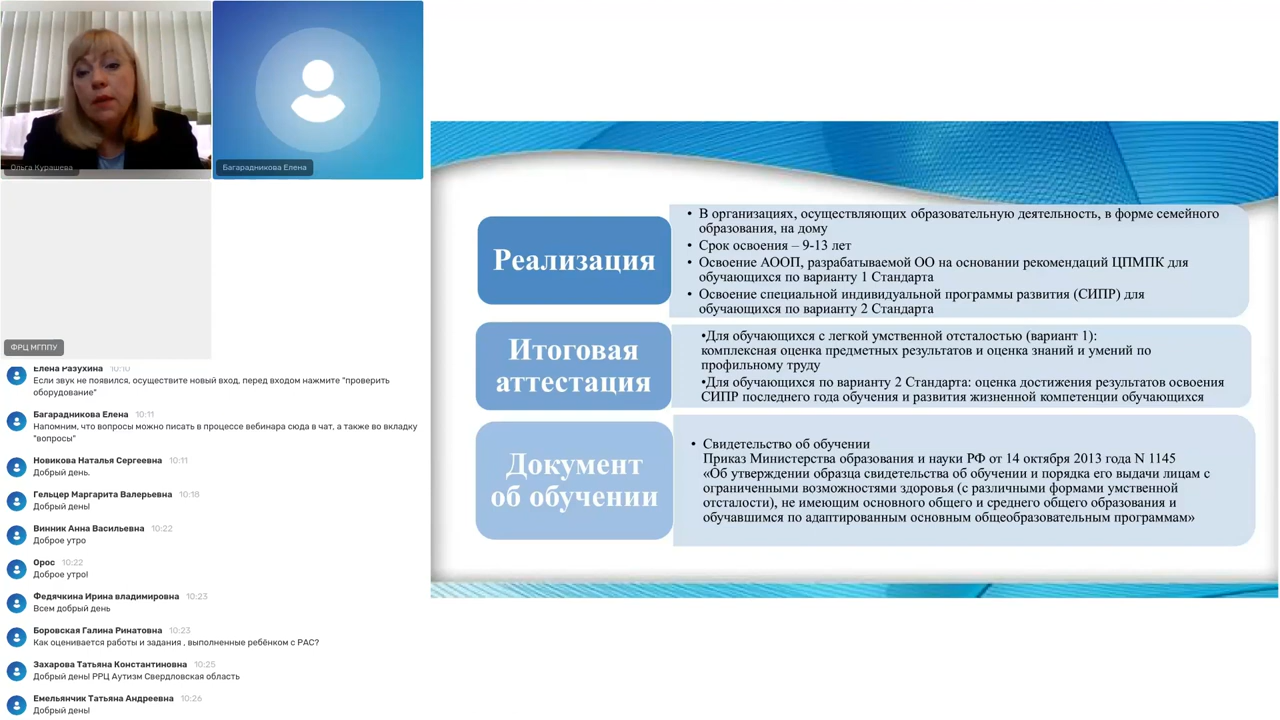 Ольга Курашева
Багарадникова Елена
ФРЦ МГППУ
Елена Разухина 10:10
Если звук не появился, осуществите новый вход, перед входом нажмите "проверить
оборудование"
Багарадникова Елена 10:11
Напомним, что вопросы можно писать в процессе вебинара сюда в чат, а также во вкладку
"вопросы"
Новикова Наталья Сергеевна 10:11
Добрый день.
Гельцер Маргарита Валерьевна 10:18
Добрый день!
Винник Анна Васильевна 10:22
Доброе утро
Орос 10:22
Доброе утро!
Федячкина Ирина владимировна 10:23
Всем добрый день
Боровская Галина Ринатовна 10:23
Как оценивается работы и задания , выполненные ребёнком с РАС?
Захарова Татьяна Константиновна 10:25
Добрый день! РРЦ Аутизм Свердловская область
Емельянчик Татьяна Андреевна 10:26
Добрый день!
Реализация
• В организациях, осуществляющих образовательную деятельность, в форме семейного
образования, на дому
• Срок освоения – 9-13 лет
• Освоение АООП, разрабатываемой ОО на основании рекомендаций ЦПМПК для
обучающихся по варианту 1 Стандарта
• Освоение специальной индивидуальной программы развития (СИПР) для
обучающихся по варианту 2 Стандарта
Итоговая
аттестация
•Для обучающихся с легкой умственной отсталостью (вариант 1):
комплексная оценка предметных результатов и оценка знаний и умений по
профильному труду
•Для обучающихся по варианту 2 Стандарта: оценка достижения результатов освоения
СИПР последнего года обучения и развития жизненной компетенции обучающихся
Документ
об обучении
• Свидетельство об обучении
Приказ Министерства образования и науки РФ от 14 октября 2013 года N 1145
«Об утверждении образца свидетельства об обучении и порядка его выдачи лицам с
ограниченными возможностями здоровья (с различными формами умственной
отсталости), не имеющим основного общего и среднего общего образования и
обучавшимся по адаптированным основным общеобразовательным программам»